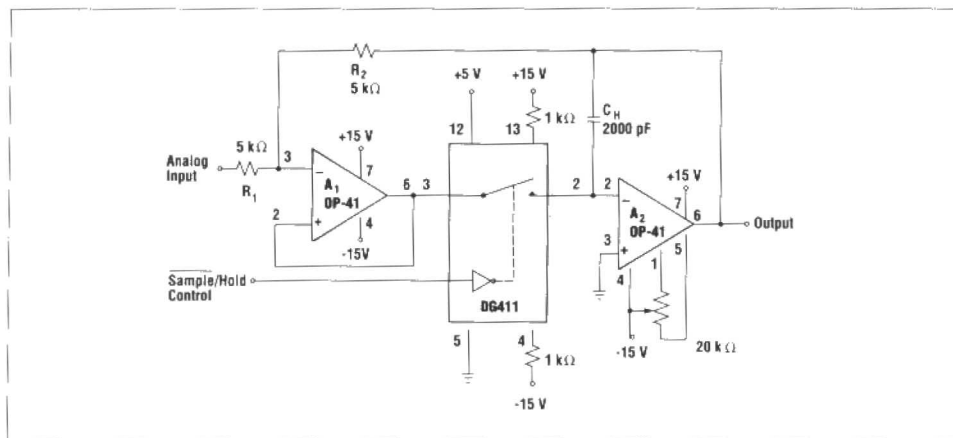 R2
5 kΩ
+5 V
+15 V
1 kΩ
CH
2000 pF
12
13
5 kΩ
R1
Analog
Input
3
−
+15 V
7
A1
OP-41
6
3
2
+
4
-15V
2
2
−
+15 V
7
6
A2
OP-41
Output
3
+
4
1
5
Sample/Hold
Control
DG411
5
4
1 kΩ
-15 V
-15 V
20 kΩ